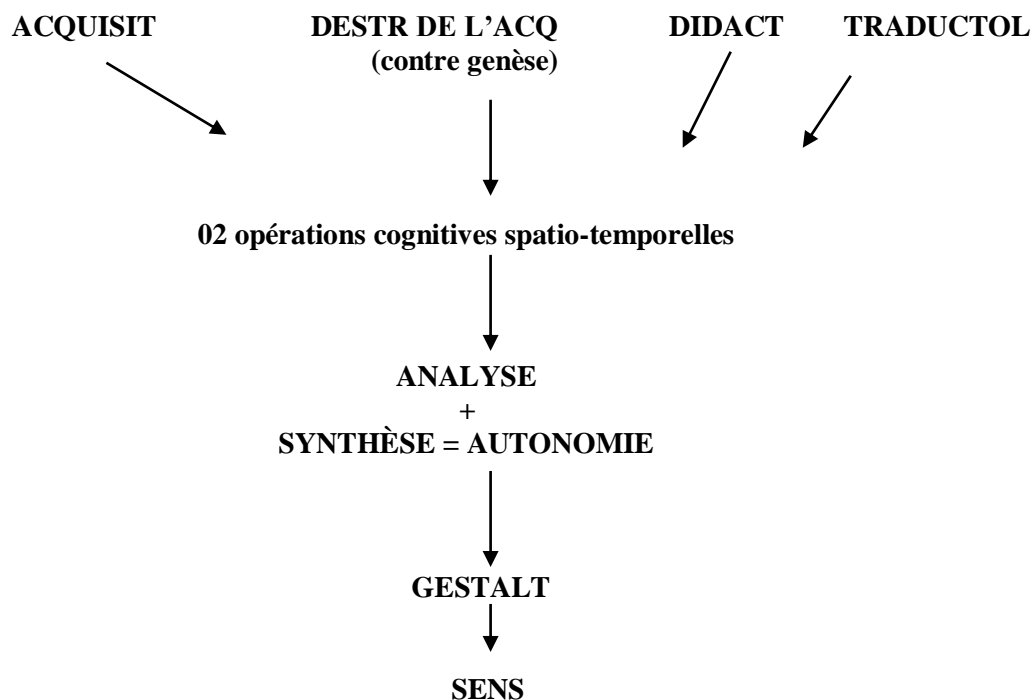 ACQUISIT DESTR DE L'ACQ DIDACT TRADUCTOL
(contre genèse)
02 opérations cognitives spatio-temporelles
ANALYSE
+
SYNTHÈSE = AUTONOMIE
GESTALT
SENS